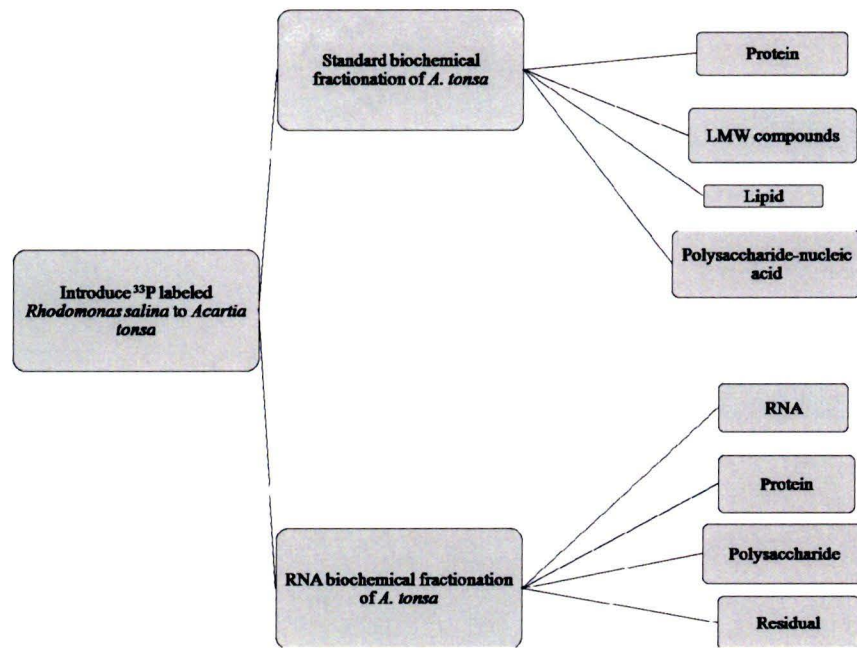 Standard biochemical
fractionation of A. tonsa
Protein
LMW compounds
Lipid
Polysaccharide-nucleic
acid
Introduce ³³P labeled
Rhodomonas salina to Acartia
tonsa
RNA biochemical fractionation
of A. tonsa
RNA
Protein
Polysaccharide
Residual